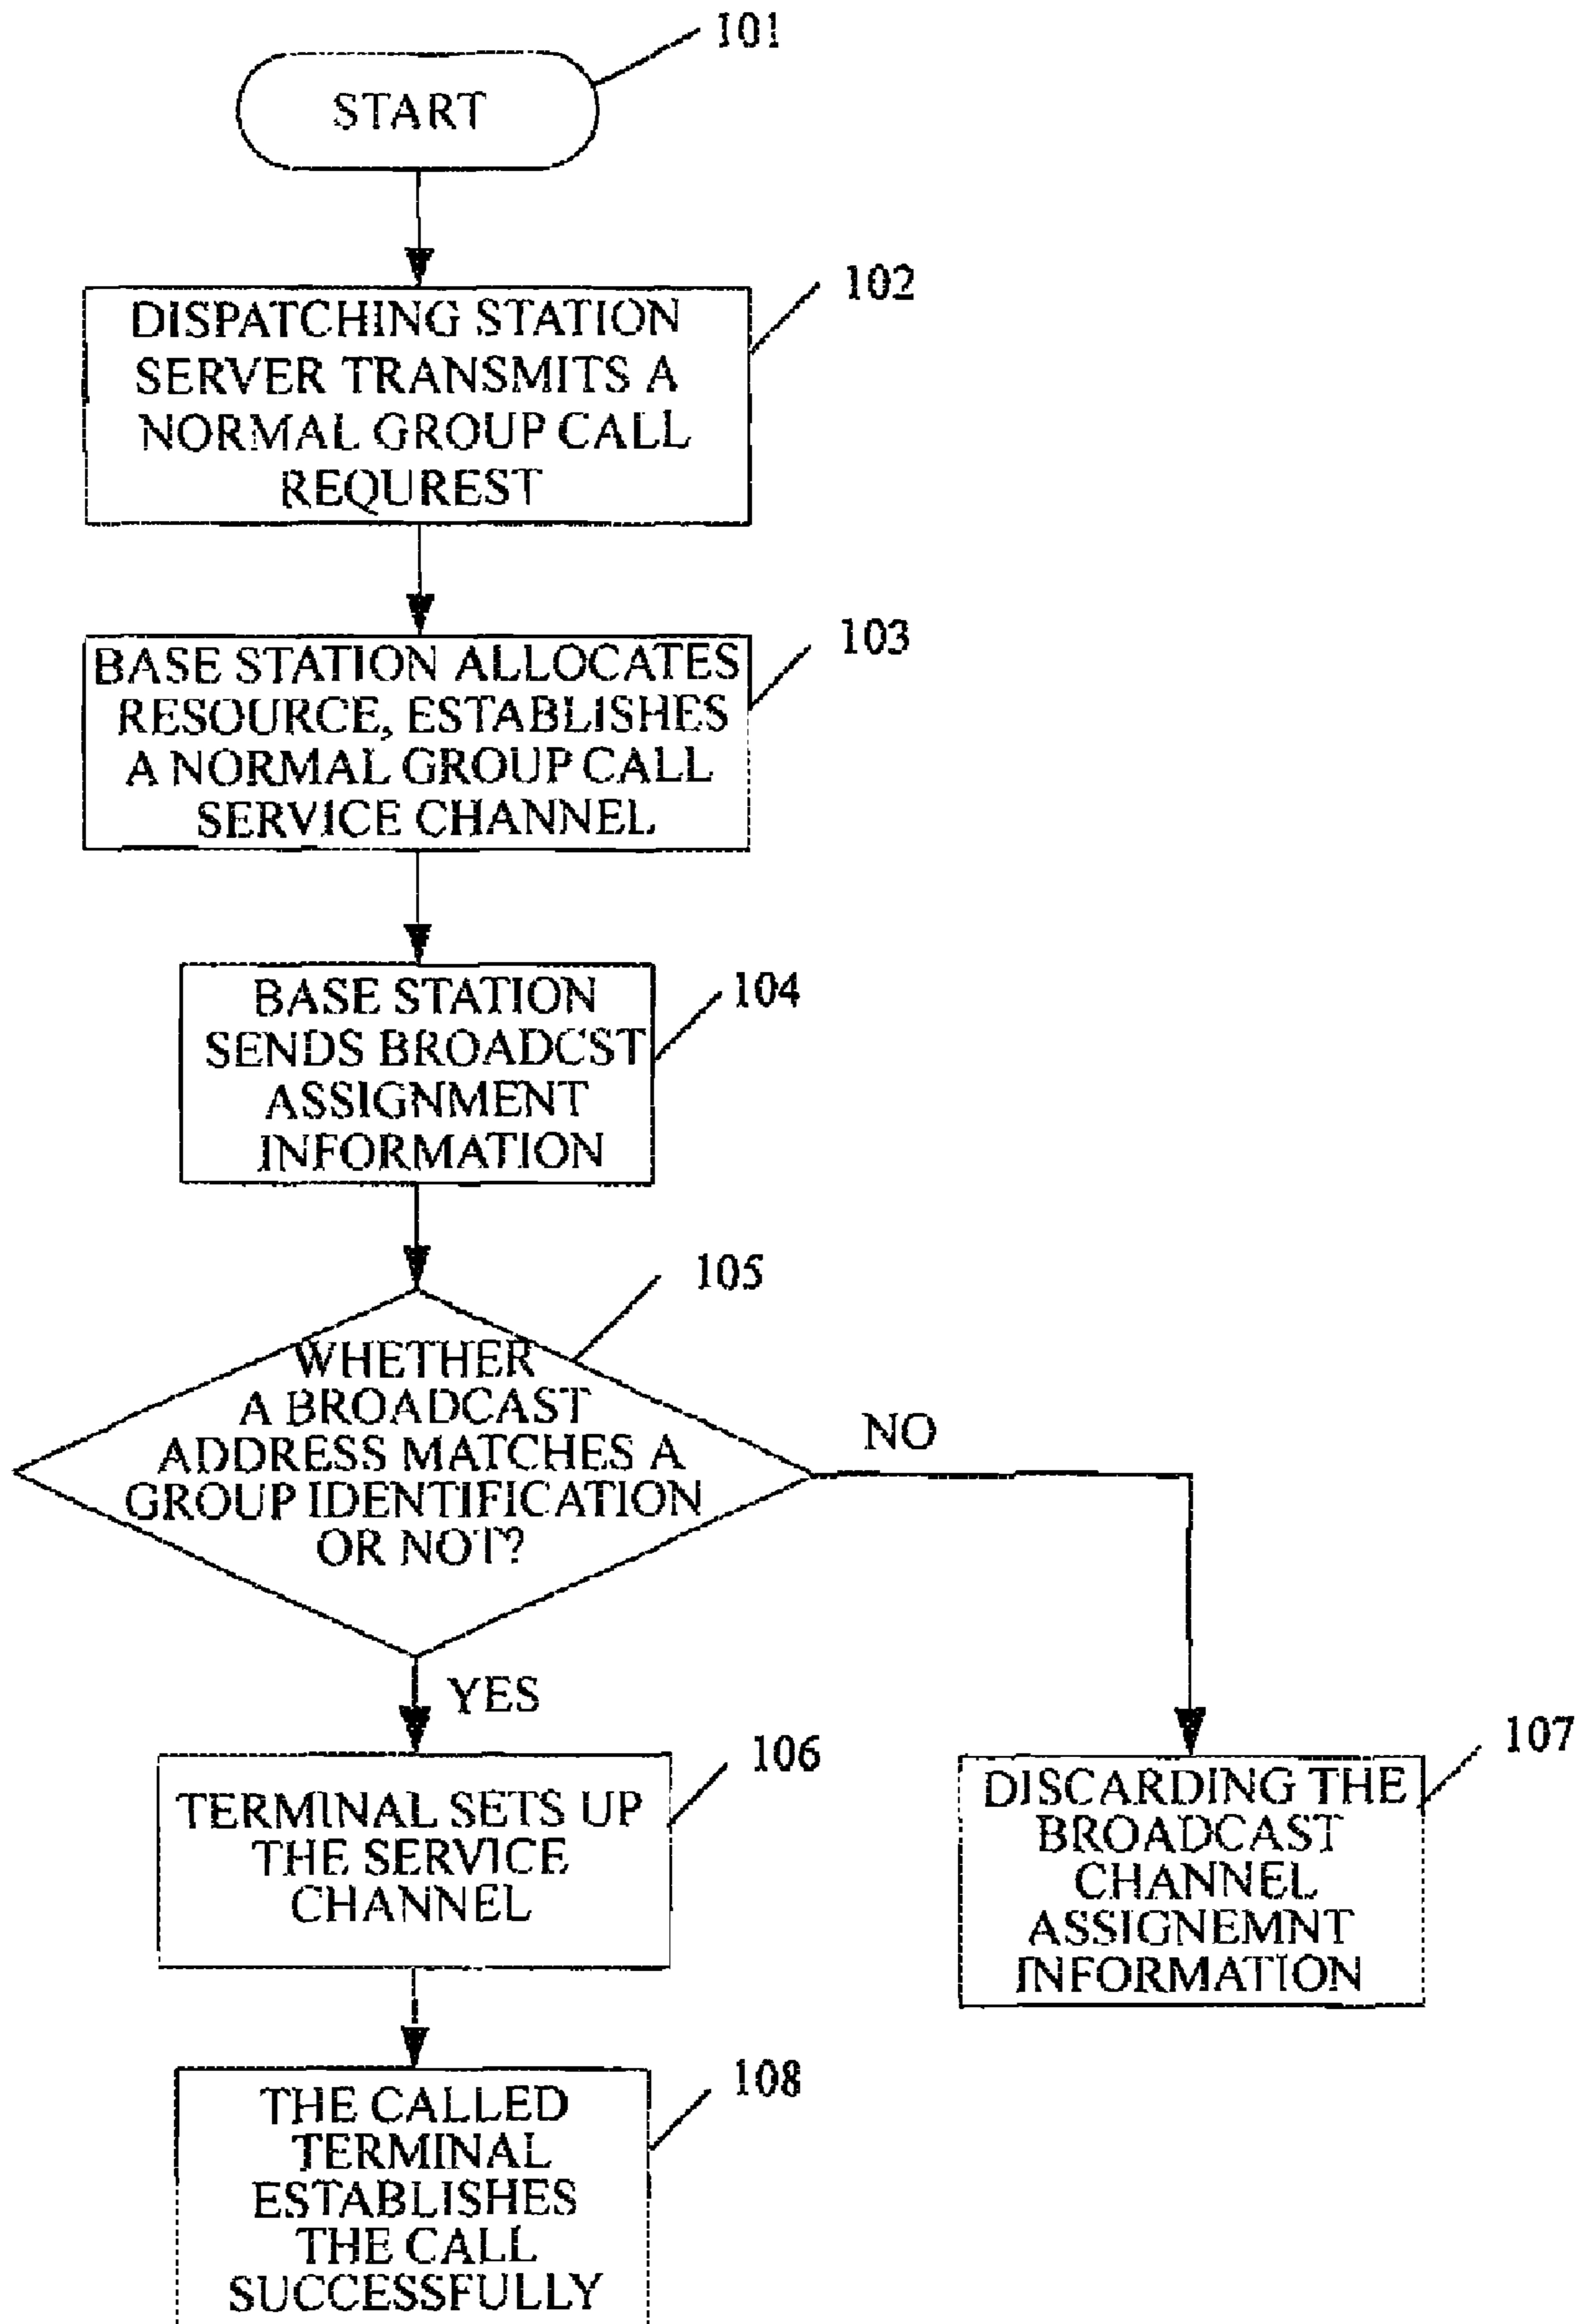 101
START
102
DISPATCHING STATION
SERVER TRANSMITS A
NORMAL GROUP CALL
REQUREST
103
BASE STATION ALLOCATES
RESOURCE, ESTABLISHES
A NORMAL GROUP CALL
SERVICE CHANNEL
104
BASE STATION
SENDS BROADCST
ASSIGNMENT
INFORMATION
105
WHETHER
A BROADCAST
ADDRESS MATCHES A
GROUP IDENTIFICATION
OR NOT?
NO
YES
106
TERMINAL SETS UP
THE SERVICE
CHANNEL
107
DISCARDING THE
BROADCAST
CHANNEL
ASSIGNEMNT
INFORMATION
108
THE CALLED
TERMINAL
ESTABLISHES
THE CALL
SUCCESSFULLY